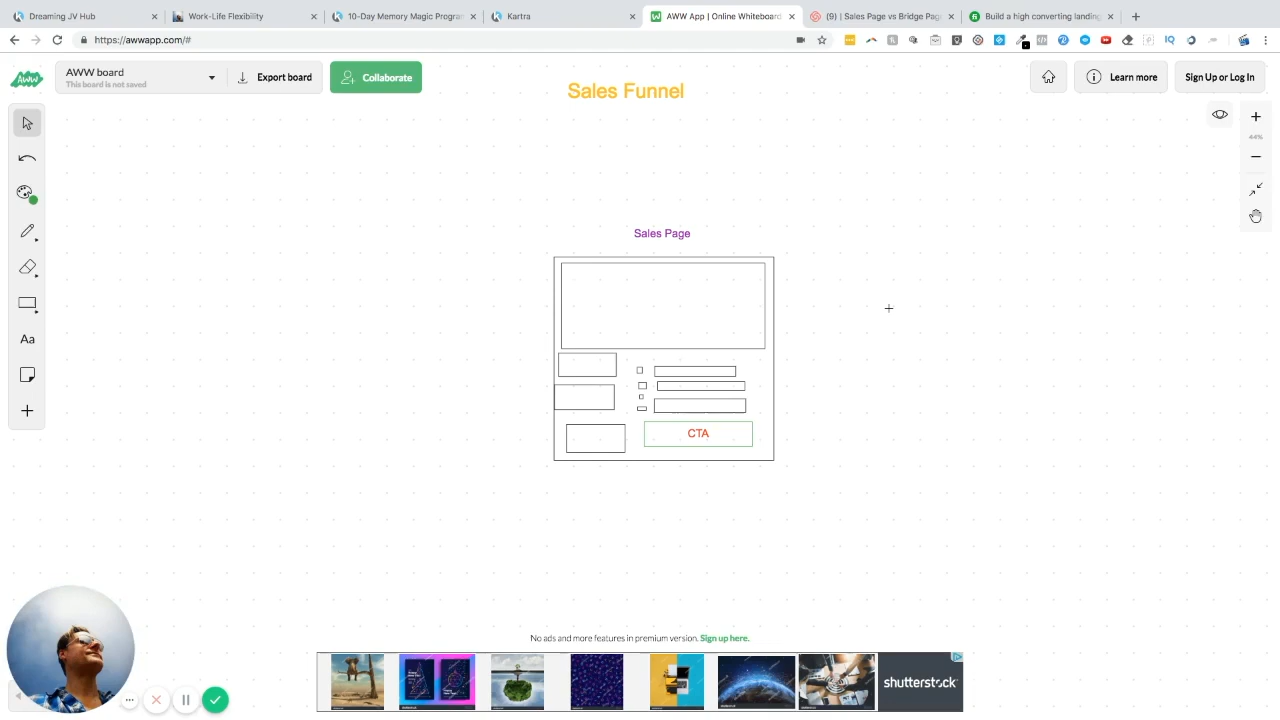 Dreaming JV Hub
Work-Life Flexibility
10-Day Memory Magic Program
Kartra
AWW App | Online Whiteboard
(9) | Sales Page vs Bridge Page
Build a high converting landing
https://awwapp.com/#
AWW
AWW board
This board is not saved
Export board
Collaborate
Sales Funnel
Learn more
Sign Up or Log In
44%
Aa
Sales Page
CTA
No ads and more features in premium version. Sign up here.
shutterstock